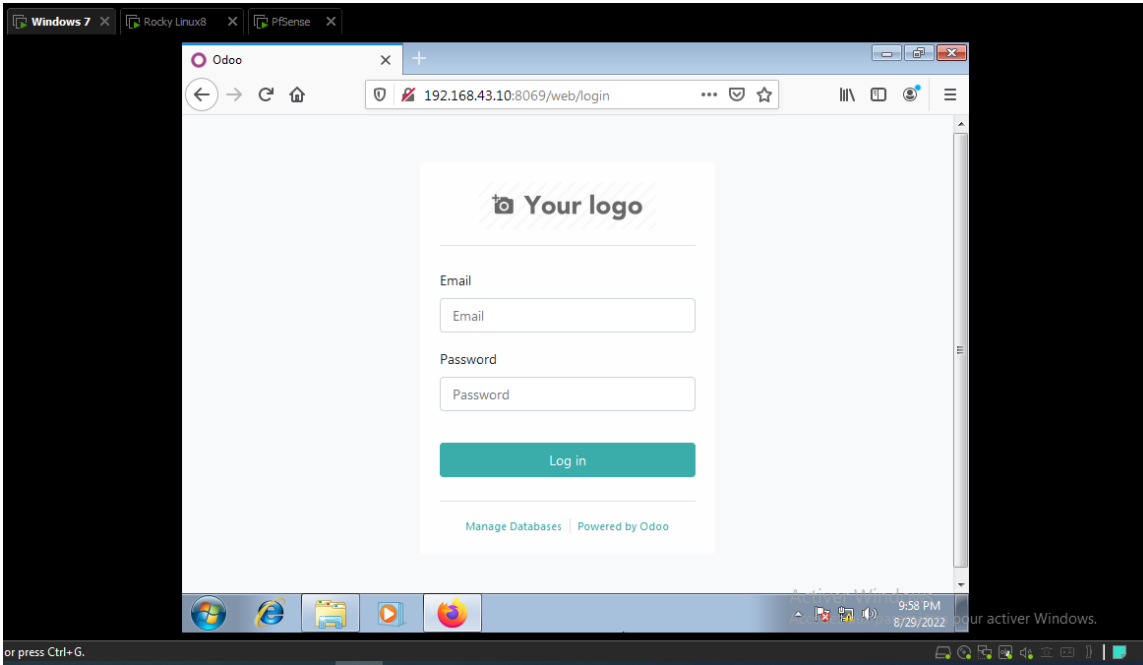 Windows 7
Rocky Linux8
PfSense
Odoo
192.168.43.10:8069/web/login
Your logo
Email
Email
Password
Password
Log in
Manage Databases
Powered by Odoo
Activer Windows
9:58 PM
8/29/2022
pour activer Windows.
or press Ctrl+G.